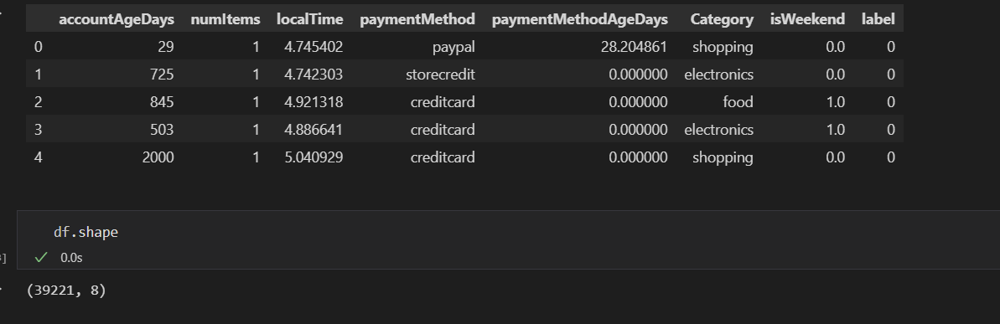 accountAgeDays numItems localTime paymentMethod paymentMethodAgeDays Category isWeekend label
0 29 1 4.745402 paypal 28.204861 shopping 0.0 0
1 725 1 4.742303 storecredit 0.000000 electronics 0.0 0
2 845 1 4.921318 creditcard 0.000000 food 1.0 0
3 503 1 4.886641 creditcard 0.000000 electronics 1.0 0
4 2000 1 5.040929 creditcard 0.000000 shopping 0.0 0
df.shape
] 0.0s
(39221, 8)